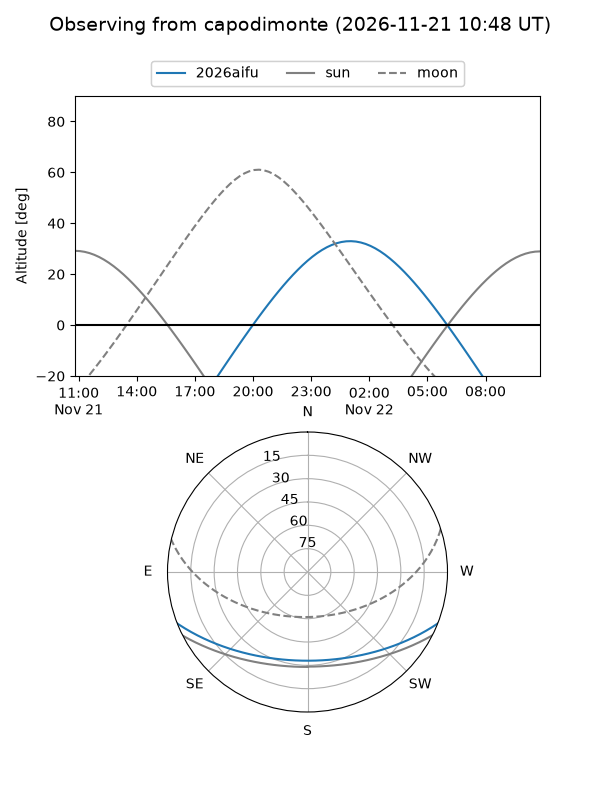 Observing from capodimonte (2026-11-21 10:48 UT)
2026aifu sun moon
Altitude [deg]
80
60
40
20
0
−20
11:00 14:00 17:00 20:00 23:00 02:00 05:00 08:00
Nov 21 Nov 22
N
NE NW
15
30
45
60
75
E W
SE SW
S